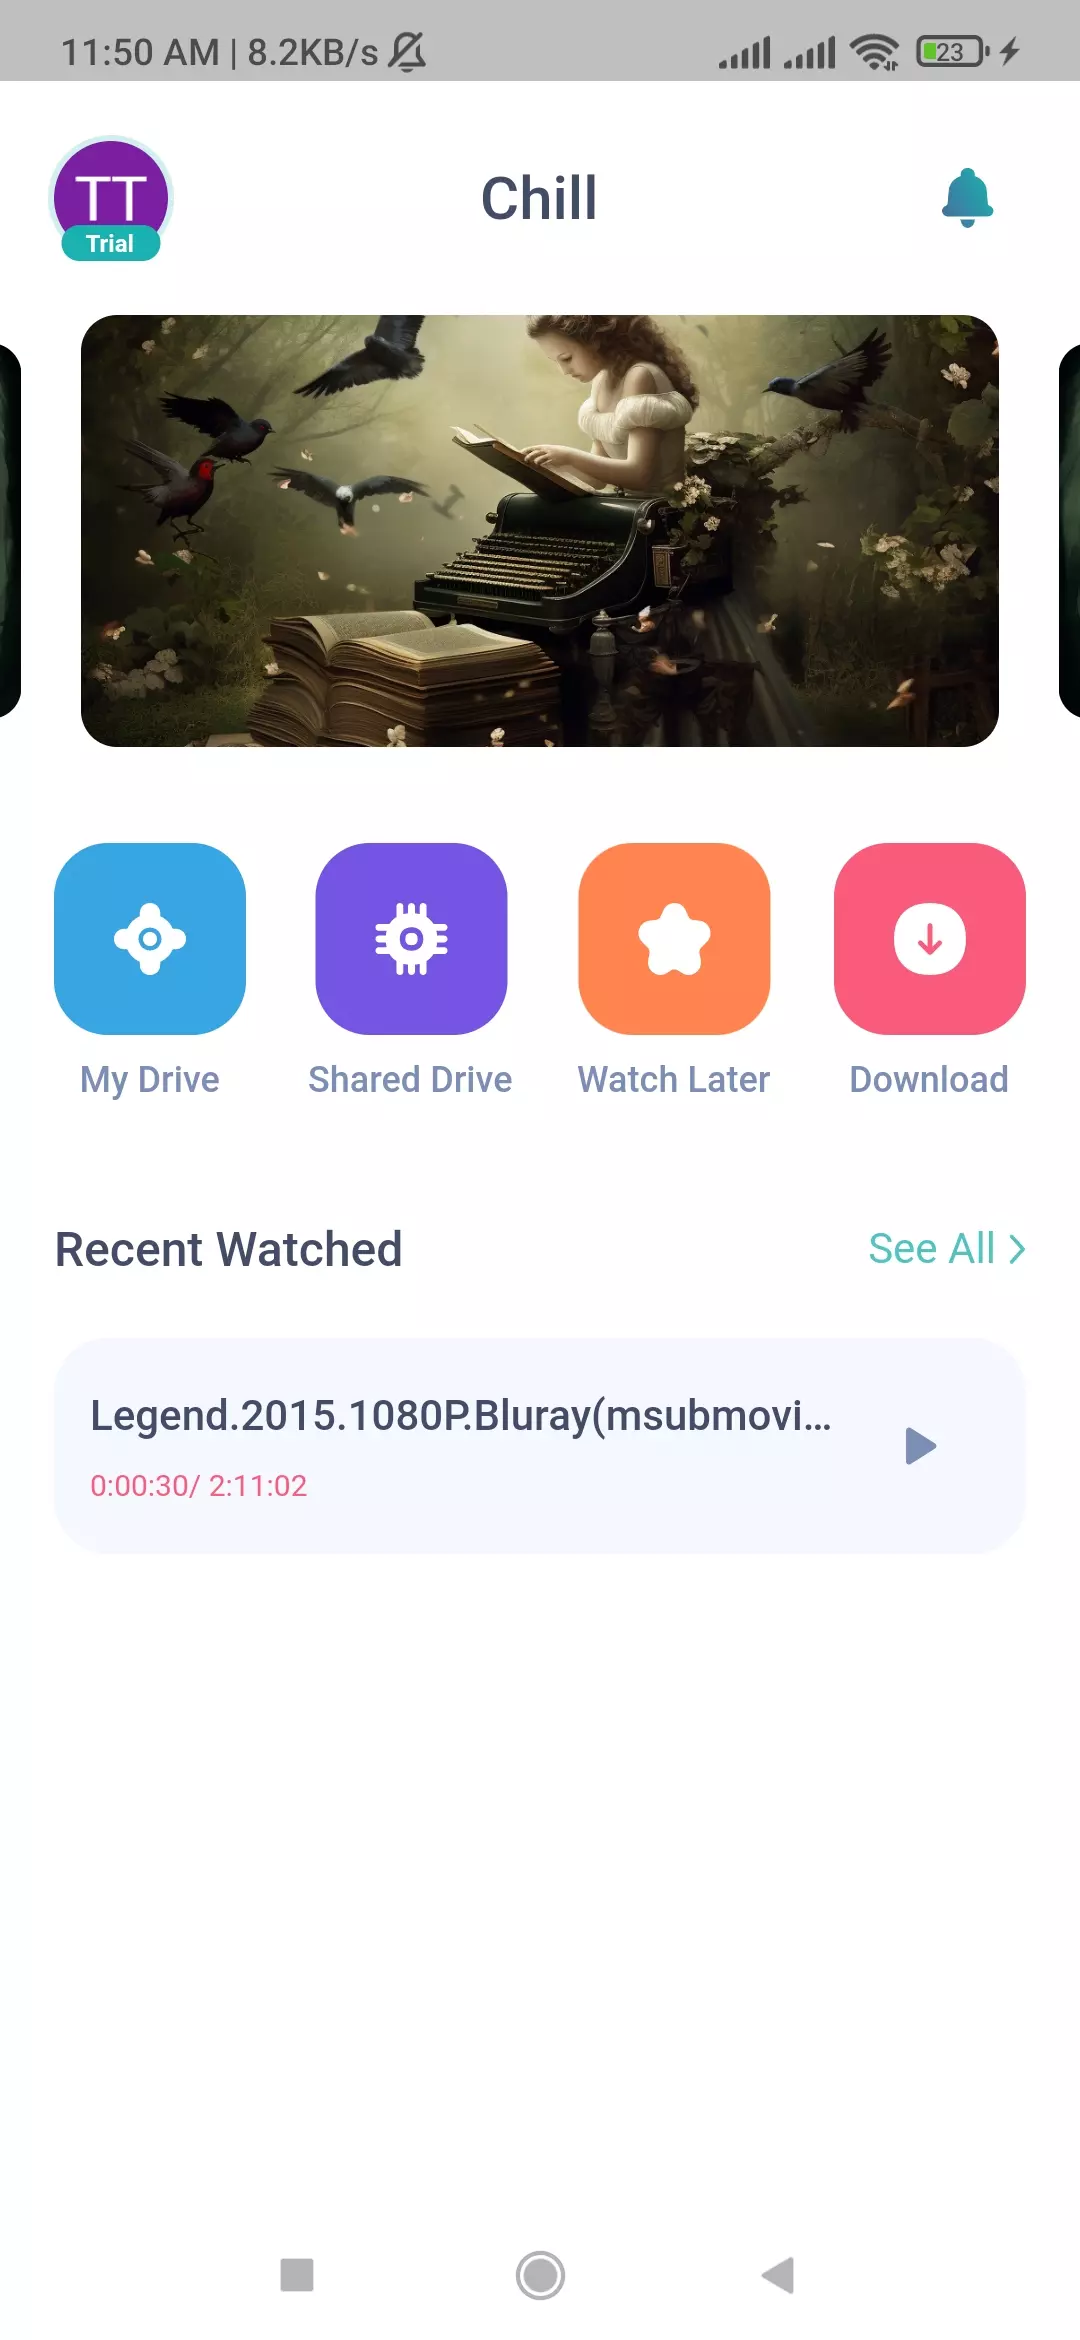 11:50 AM | 8.2KB/s
23
TT
Trial
Chill
My Drive
Shared Drive
Watch Later
Download
Recent Watched
See All
Legend.2015.1080P.Bluray(msubmovi...
0:00:30/ 2:11:02